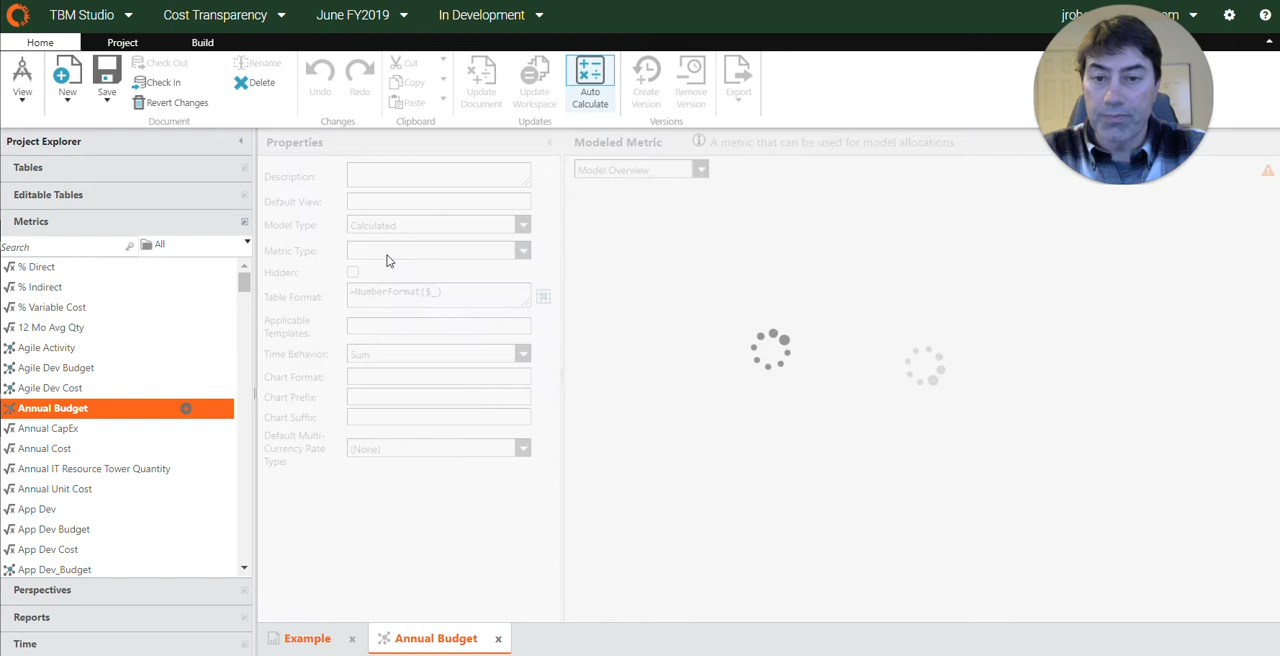 TBM Studio Cost Transparency June FY2019 In Development
Home Project Build
View
New
Save
Check Out
Check In
Revert Changes
Rename
Delete
Document
Undo
Redo
Changes
Cut
Copy
Paste
Clipboard
Update Document
Update Workspace
Auto Calculate
Updates
Create Version
Remove Version
Versions
Export
Project Explorer
Tables
Editable Tables
Metrics
Search All
% Direct
% Indirect
% Variable Cost
12 Mo Avg Qty
Agile Activity
Agile Dev Budget
Agile Dev Cost
Annual Budget
Annual CapEx
Annual Cost
Annual IT Resource Tower Quantity
Annual Unit Cost
App Dev
App Dev Budget
App Dev Cost
App Dev_Budget
Perspectives
Reports
Time
Properties
Description:
Default View:
Model Type: Calculated
Metric Type:
Hidden:
Table Format: =NumberFormat($_)
Applicable Templates:
Time Behavior: Sum
Chart Format:
Chart Prefix:
Chart Suffix:
Default Multi-
Currency Rate
Type: (None)
Modeled Metric A metric that can be used for model allocations
Model Overview
Example x
Annual Budget x